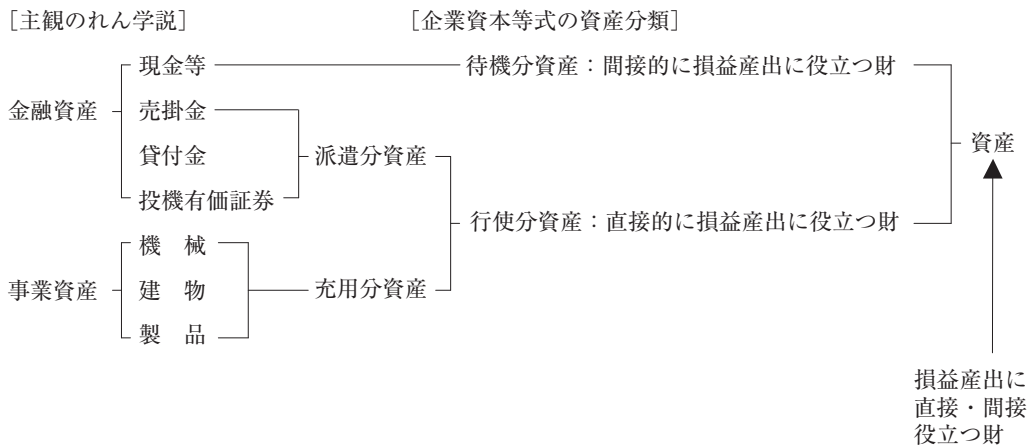 [主観のれん学説] [企業資本等式の資産分類]
現金等 待機分資産：間接的に損益産出に役立つ財
金融資産 売掛金
資産
貸付金 派遣分資産
投機有価証券
行使分資産：直接的に損益産出に役立つ財
機 械
事業資産 建 物 充用分資産
製 品
損益産出に
直接・間接
役立つ財